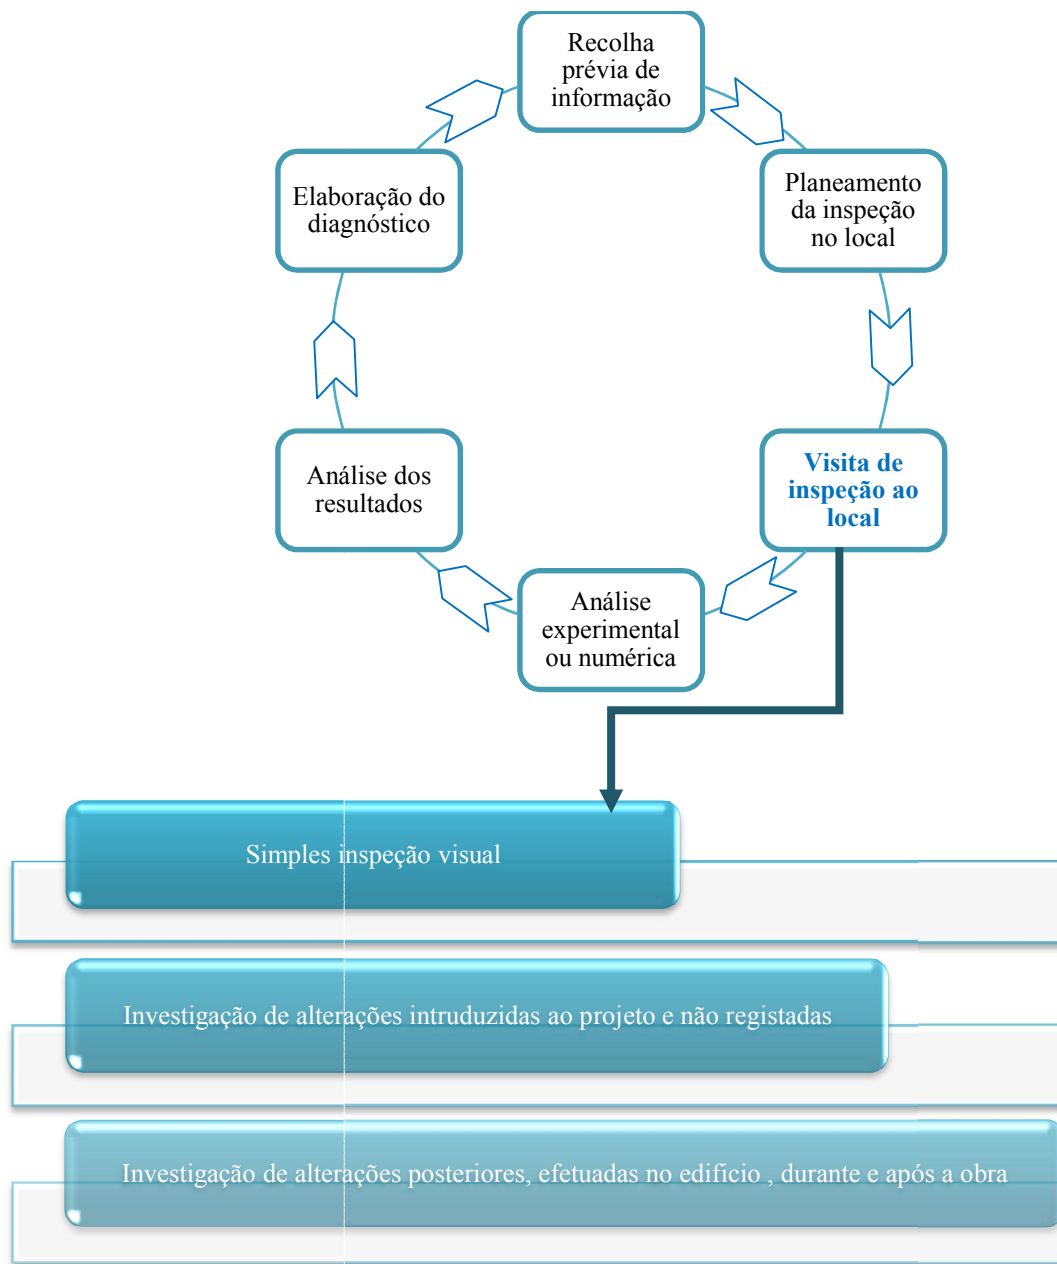 Recolha
prévia de
informação
Planeamento
da inspeção
no local
Visita de
inspeção ao
local
Análise
experimental
ou numérica
Análise dos
resultados
Elaboração do
diagnóstico
Simples inspeção visual
Investigação de alterações intruduzidas ao projeto e não registadas
Investigação de alterações posteriores, efetuadas no edificio , durante e após a obra